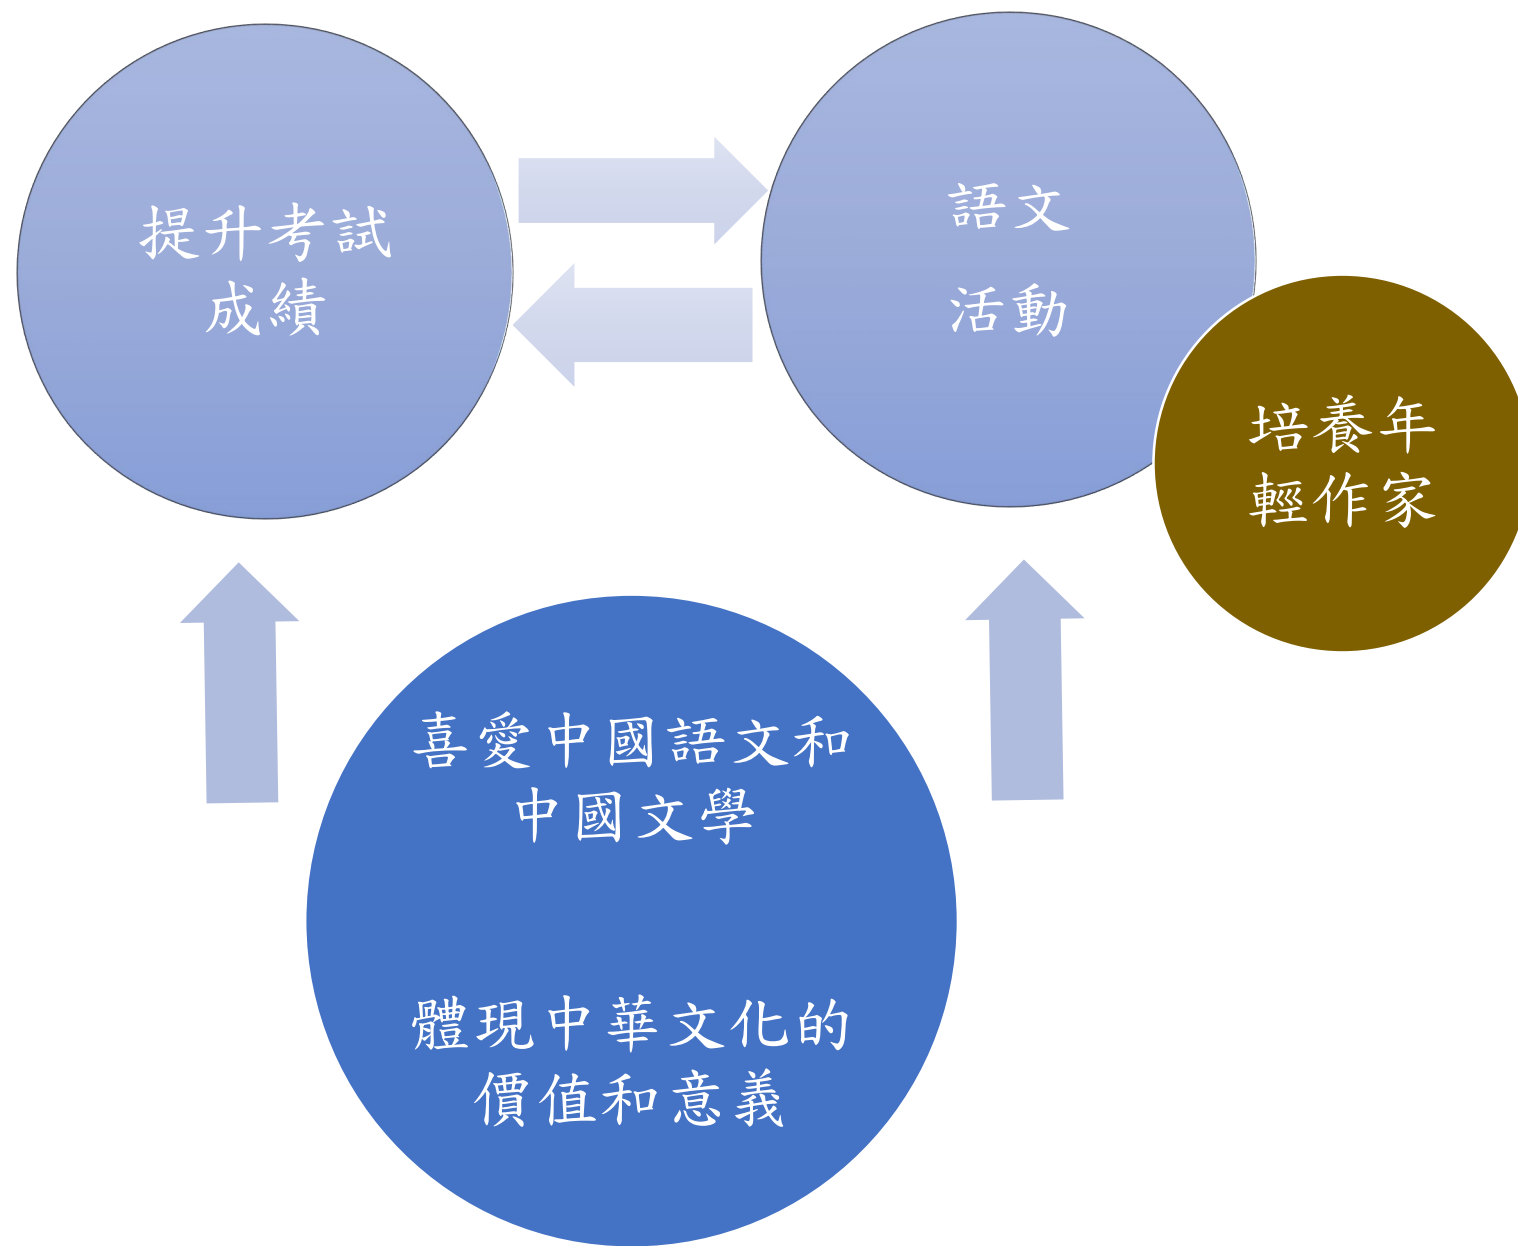 提升考試
成績
語文
活動
培養年
輕作家
喜愛中國語文和
中國文學
體現中華文化的
價值和意義